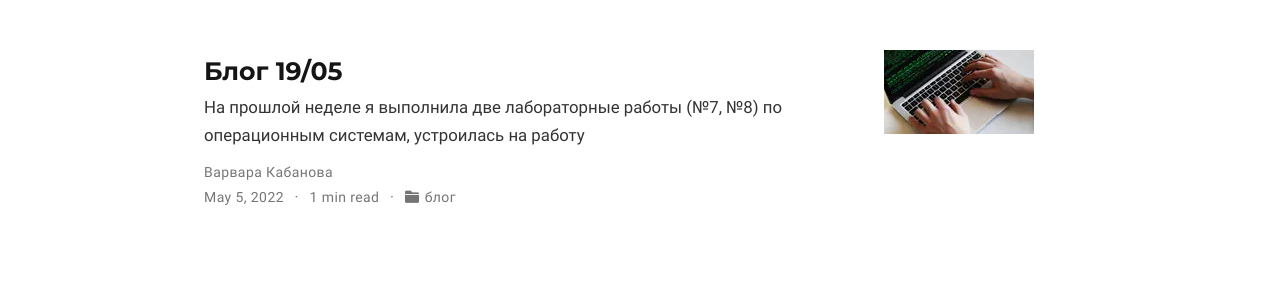 Блог 19/05
На прошлой неделе я выполнила две лабораторные работы (№7, №8) по
операционным системам, устроилась на работу
Варвара Кабанова
May 5, 2022 · 1 min read · блог